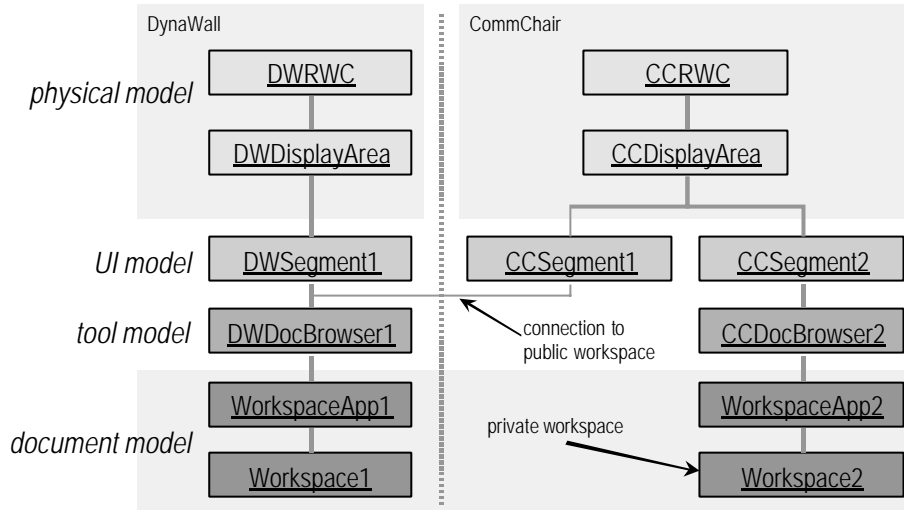 DynaWall
CommChair
physical model
DWRWC
CCRWC
DWDisplayArea
CCDisplayArea
UI model
DWSegment1
CCSegment1
CCSegment2
tool model
DWDocBrowser1
connection to
public workspace
CCDocBrowser2
document model
WorkspaceApp1
WorkspaceApp2
private workspace
Workspace1
Workspace2